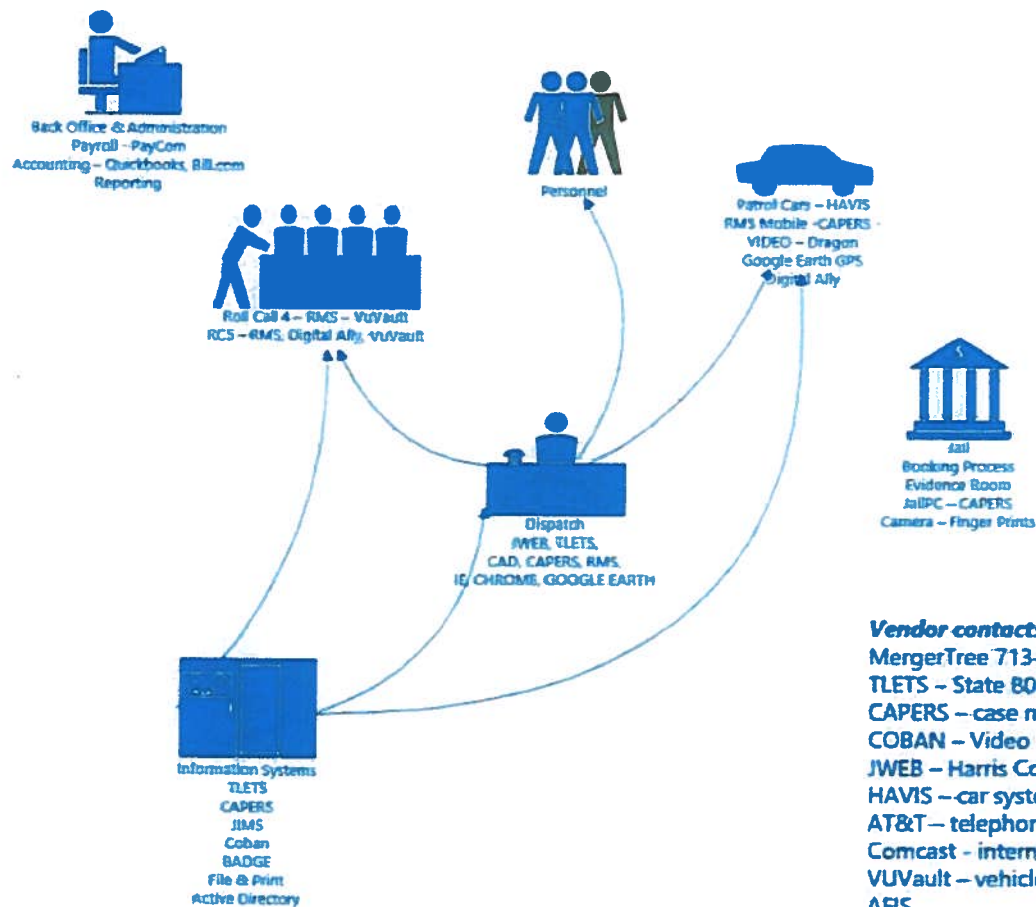 Back Office & Administration
Payroll - PayCom
Accounting – Quickbooks, Bill.com
Reporting
Personnel
Patrol Cars – HAVIS
RMS Mobile -CAPERS -
VIDEO – Dragon
Google Earth GPS
Digital Ally
Roll Call 4 – RMS – VuVault
RCS – RMS, Digital Ally, VuVault
Jail
Booking Process
Evidence Room
JailPC – CAPERS
Camera – Finger Prints
Dispatch
JWEB, TLETS,
CAD, CAPERS, RMS,
IE, CHROME, GOOGLE EARTH
Information Systems
TLETS
CAPERS
JIMS
Coban
BADGE
File & Print
Active Directory
Vendor contacts
MergerTree 713-
TLETS – State 80
CAPERS – case
COBAN – Video
JWEB – Harris Co
HAVIS – car syste
AT&T – telephon
Comcast - intern
VUVault – vehicle
AFIS